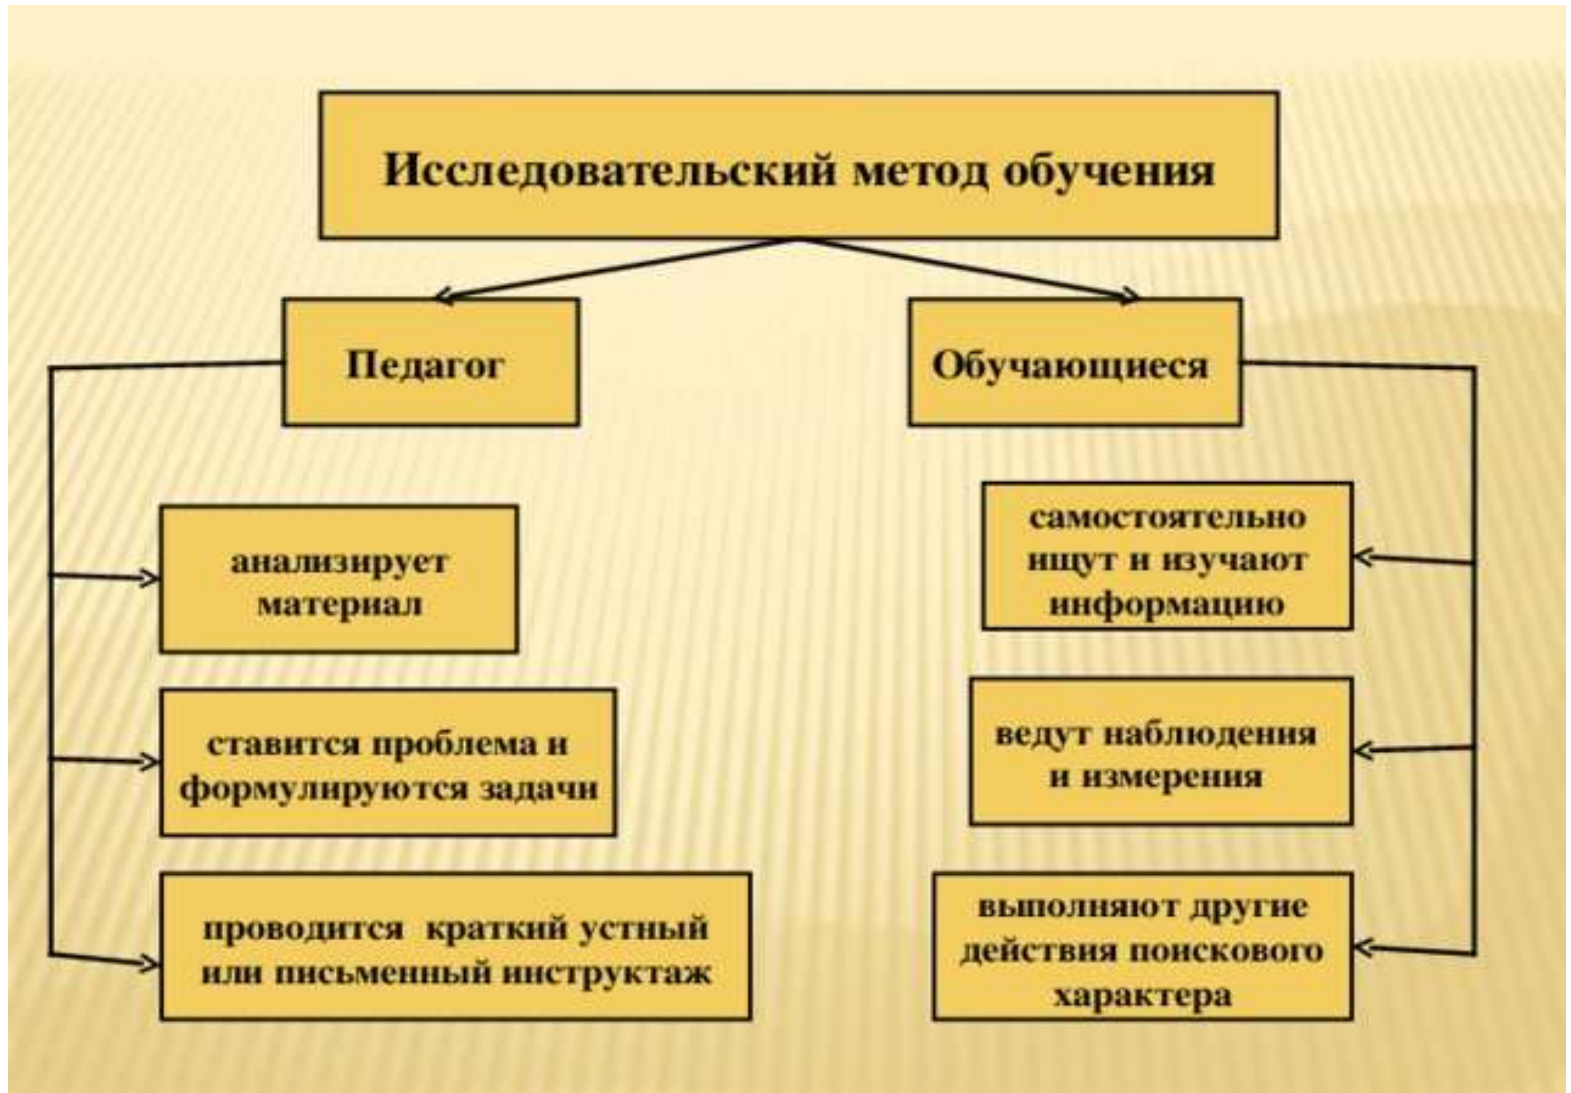 Исследовательский метод обучения
Педагог
анализирует
материал
ставится проблема и
формулируются задачи
проводится краткий устный
или письменный инструктаж
Обучающиеся
самостоятельно
ищут и изучают
информацию
ведут наблюдения
и измерения
выполняют другие
действия поискового
характера